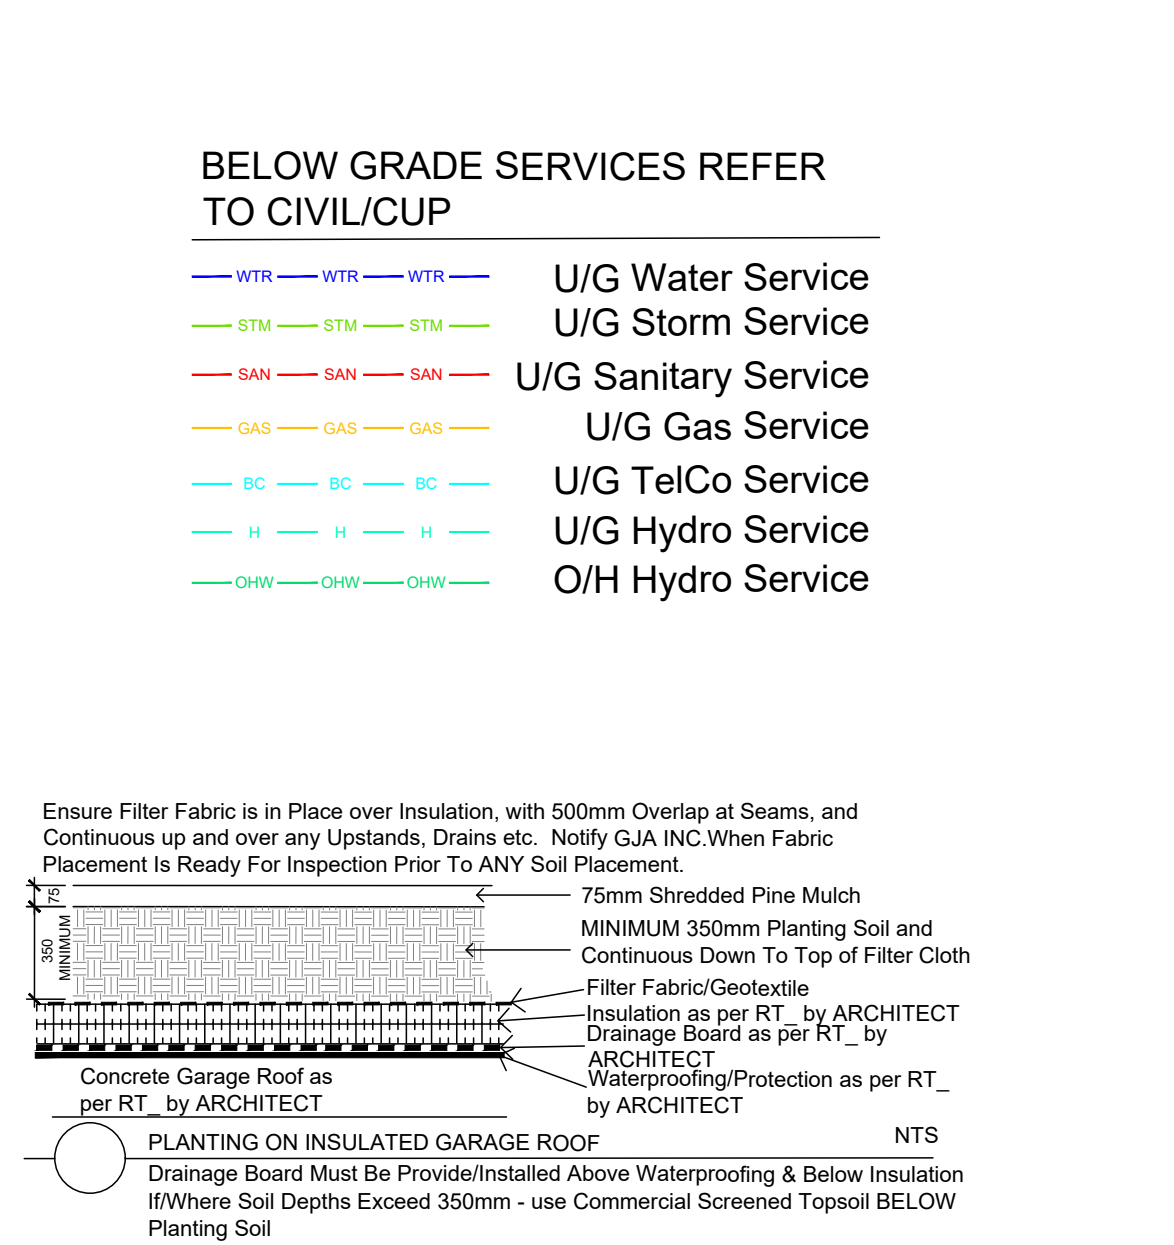 BELOW GRADE SERVICES REFER
TO CIVIL/CUP
WTR WTR WTR U/G Water Service
STM STM STM U/G Storm Service
SAN SAN SAN U/G Sanitary Service
GAS GAS GAS U/G Gas Service
BC BC BC U/G TelCo Service
H H H U/G Hydro Service
OHW OHW OHW O/H Hydro Service
Ensure Filter Fabric is in Place over Insulation, with 500mm Overlap at Seams, and
Continuous up and over any Upstands, Drains etc.  Notify GJA INC.When Fabric
Placement Is Ready For Inspection Prior To ANY Soil Placement.
75
75mm Shredded Pine Mulch
350
MINIMUM
MINIMUM 350mm Planting Soil and
Continuous Down To Top of Filter Cloth
Filter Fabric/Geotextile
Insulation as per RT_ by ARCHITECT
Drainage Board as per RT_ by
ARCHITECT
Waterproofing/Protection as per RT_
by ARCHITECT
Concrete Garage Roof as
per RT_ by ARCHITECT
PLANTING ON INSULATED GARAGE ROOF
NTS
Drainage Board Must Be Provide/Installed Above Waterproofing & Below Insulation
If/Where Soil Depths Exceed 350mm - use Commercial Screened Topsoil BELOW
Planting Soil